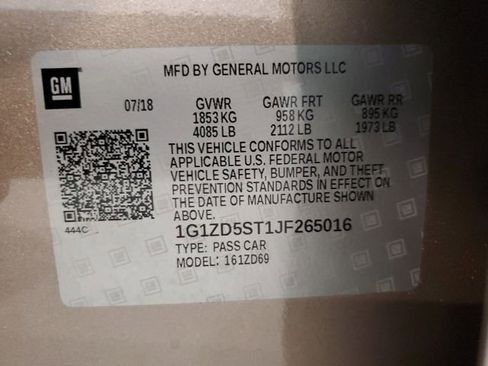 GM
MFD BY GENERAL MOTORS LLC
07/18 GVWR GAWR FRT GAWR RR
1853 KG 958 KG 895 KG
4085 LB 2112 LB 1973 LB
THIS VEHICLE CONFORMS TO ALL
APPLICABLE U.S. FEDERAL MOTOR
VEHICLE SAFETY, BUMPER, AND THEFT
PREVENTION STANDARDS IN EFFECT ON
THE DATE OF MANUFACTURE SHOWN
ABOVE.
1G1ZD5ST1JF265016
TYPE: PASS CAR
MODEL: 161ZD69